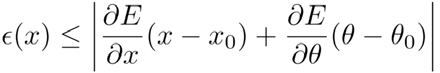 ϵ(x) ≤ |∂E/∂x (x − x₀) + ∂E/∂θ (θ − θ₀)|